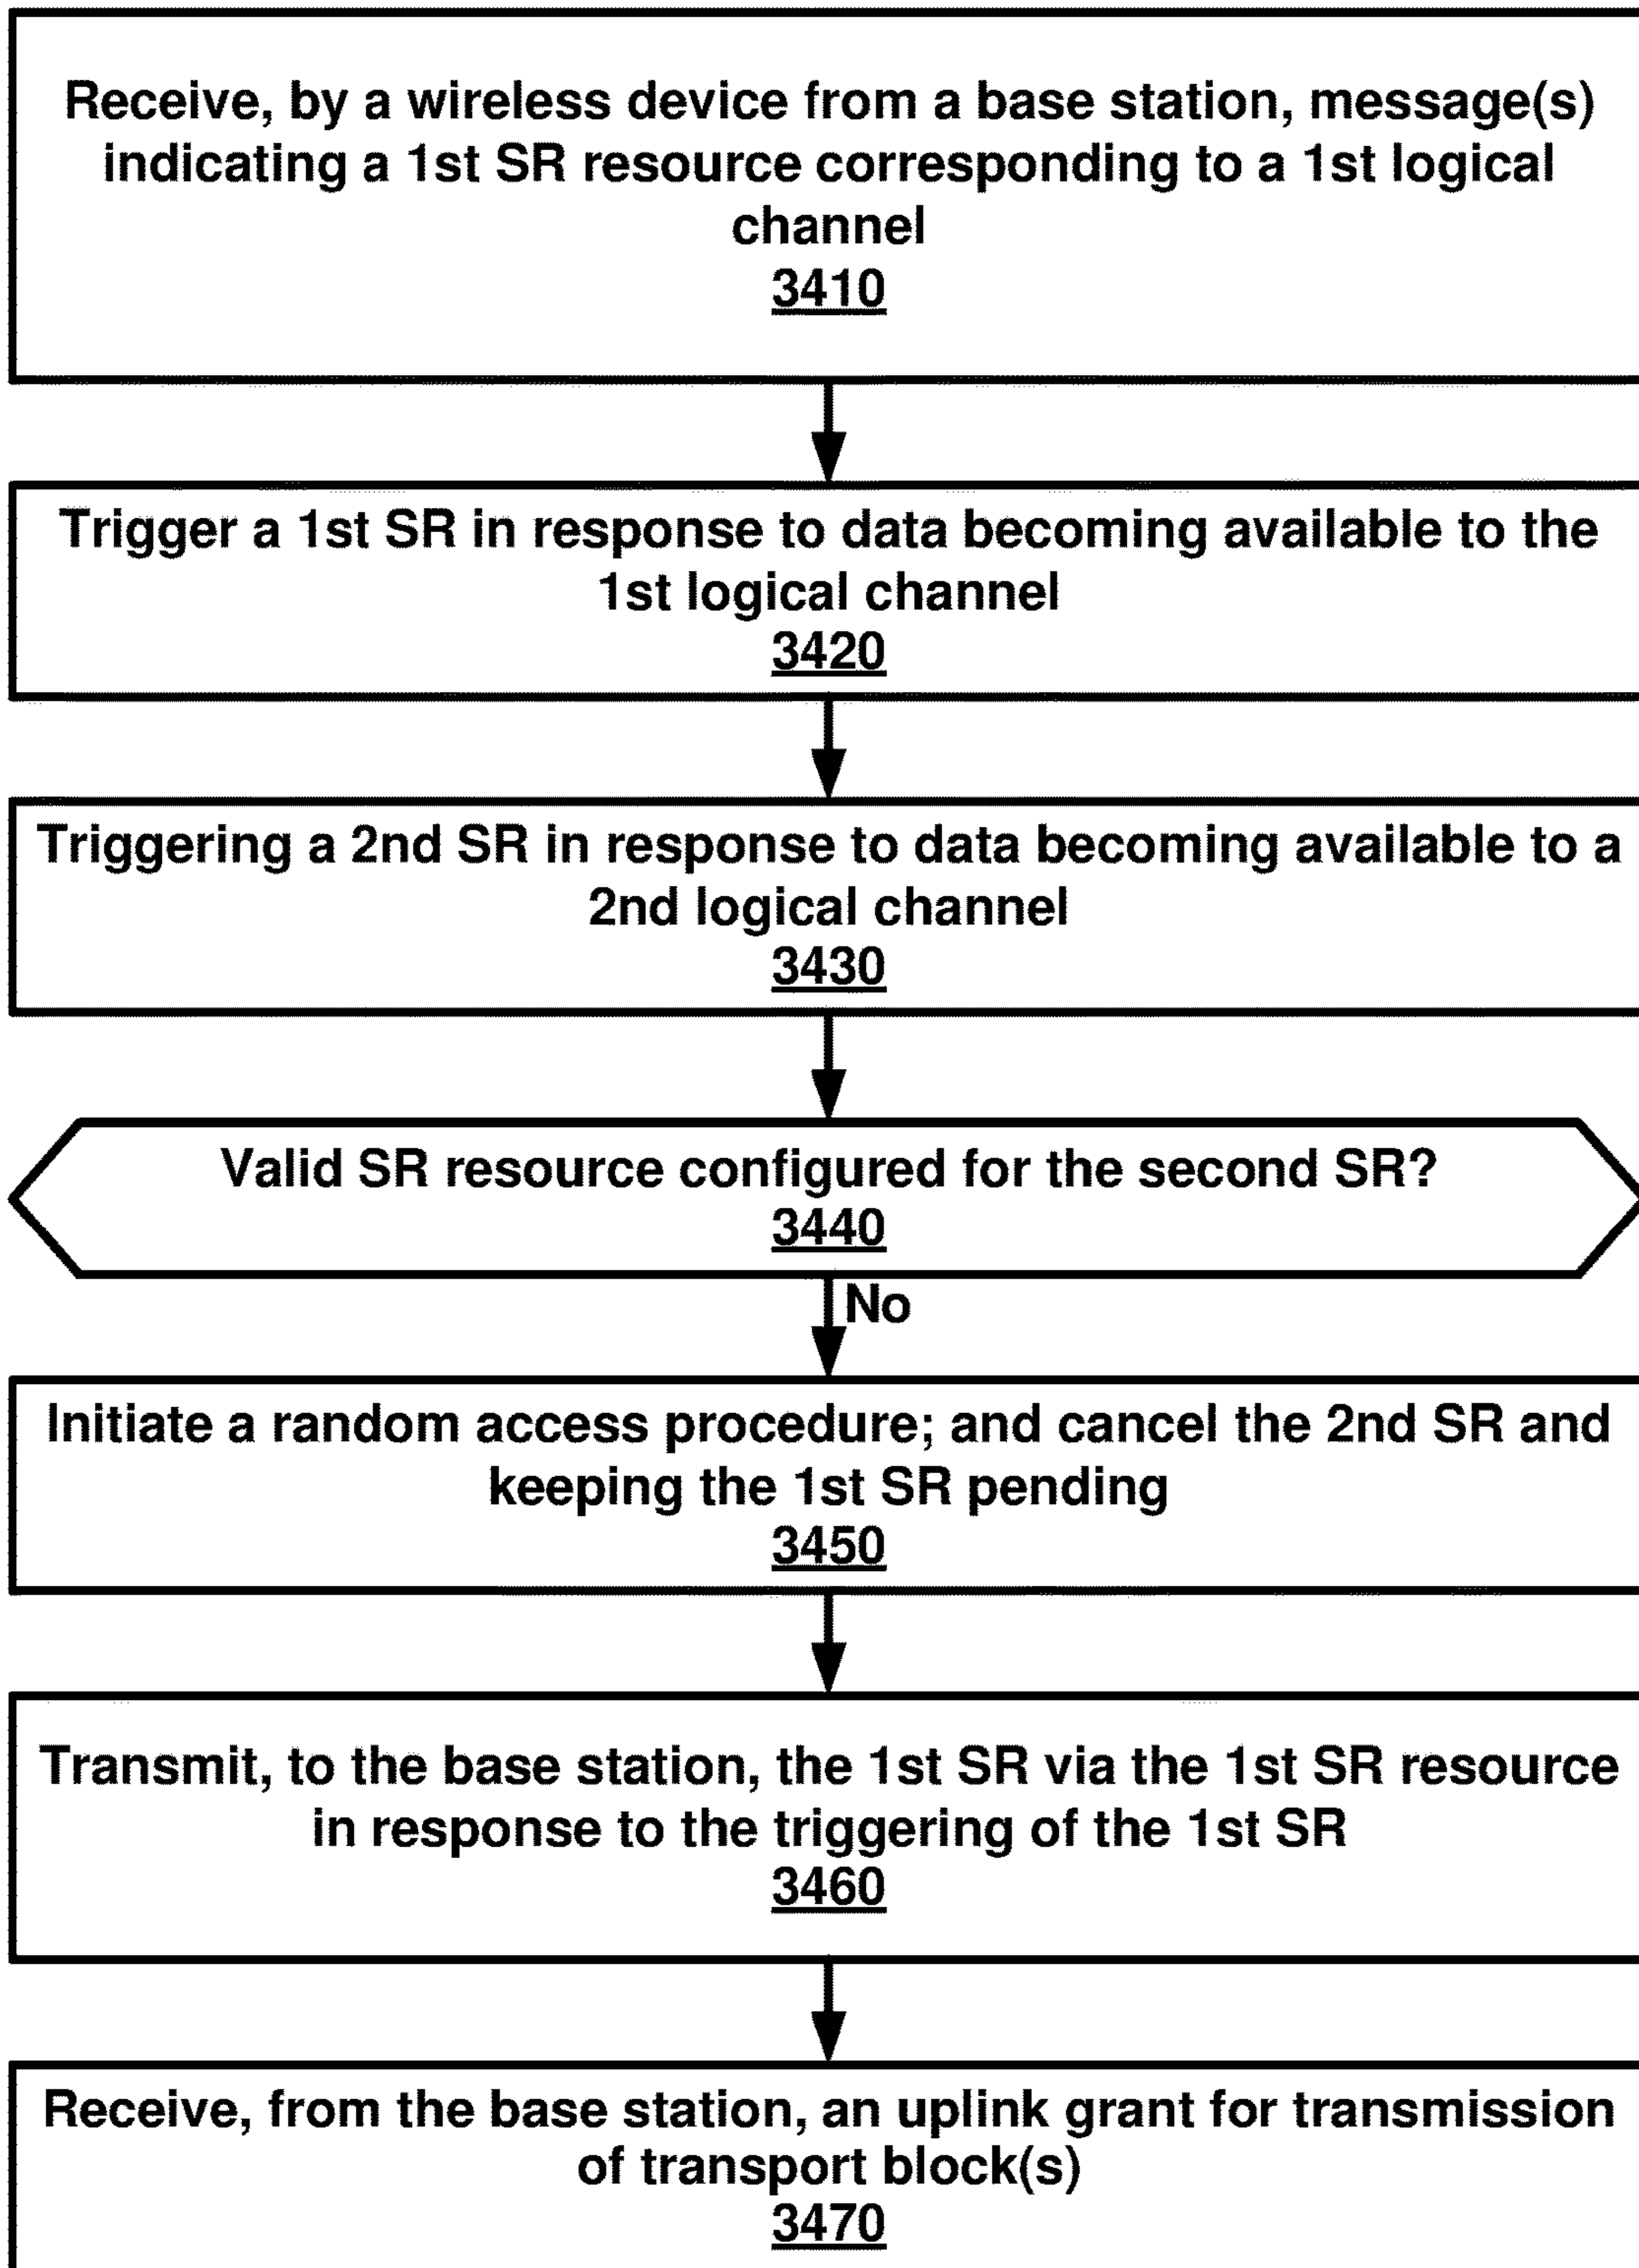 Receive, by a wireless device from a base station, message(s)
indicating a 1st SR resource corresponding to a 1st logical
channel
3410
Trigger a 1st SR in response to data becoming available to the
1st logical channel
3420
Triggering a 2nd SR in response to data becoming available to a
2nd logical channel
3430
Valid SR resource configured for the second SR?
3440
No
Initiate a random access procedure; and cancel the 2nd SR and
keeping the 1st SR pending
3450
Transmit, to the base station, the 1st SR via the 1st SR resource
in response to the triggering of the 1st SR
3460
Receive, from the base station, an uplink grant for transmission
of transport block(s)
3470